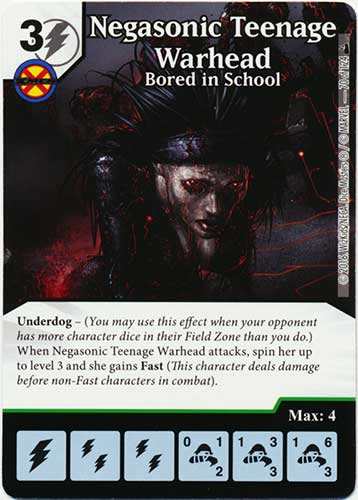 3
Negasonic Teenage
Warhead
Bored in School
Underdog – (You may use this effect when your opponent
has more character dice in their Field Zone than you do.)
When Negasonic Teenage Warhead attacks, spin her up
to level 3 and she gains Fast (This character deals damage
before non-Fast characters in combat).
Max: 4
0 1 2
1 3 3
1 6 3